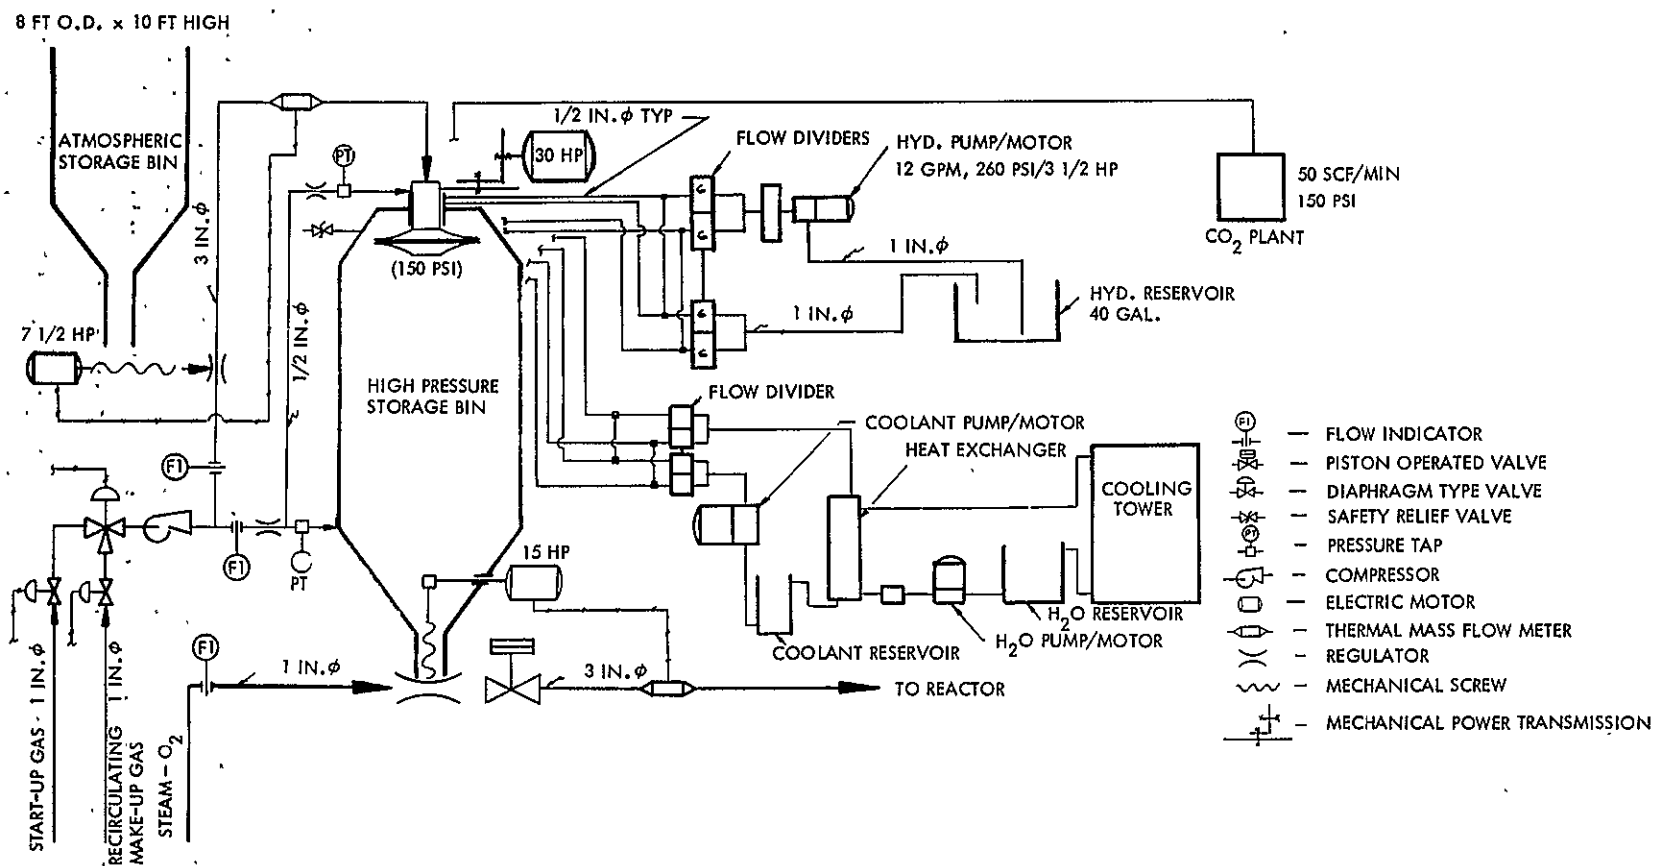 8 FT O.D. x 10 FT HIGH
ATMOSPHERIC
STORAGE BIN
3 IN.ϕ
7 1/2 HP
1/2 IN.ϕ
PT
30 HP
1/2 IN.ϕ TYP
FLOW DIVIDERS
HYD. PUMP/MOTOR
12 GPM, 260 PSI/3 1/2 HP
50 SCF/MIN
150 PSI
CO2 PLANT
(150 PSI)
G
G
G
G
1 IN.ϕ
1 IN.ϕ
HYD. RESERVOIR
40 GAL.
HIGH PRESSURE
STORAGE BIN
FLOW DIVIDER
COOLANT PUMP/MOTOR
HEAT EXCHANGER
COOLING
TOWER
F1
F1
PT
15 HP
H2O RESERVOIR
H2O PUMP/MOTOR
COOLANT RESERVOIR
F1
1 IN.ϕ
3 IN.ϕ
TO REACTOR
START-UP GAS - 1 IN.ϕ
RECIRCULATING 1 IN.ϕ
MAKE-UP GAS
STEAM-O2
F1 — FLOW INDICATOR
— PISTON OPERATED VALVE
— DIAPHRAGM TYPE VALVE
— SAFETY RELIEF VALVE
PT — PRESSURE TAP
— COMPRESSOR
— ELECTRIC MOTOR
— THERMAL MASS FLOW METER
— REGULATOR
— MECHANICAL SCREW
— MECHANICAL POWER TRANSMISSION